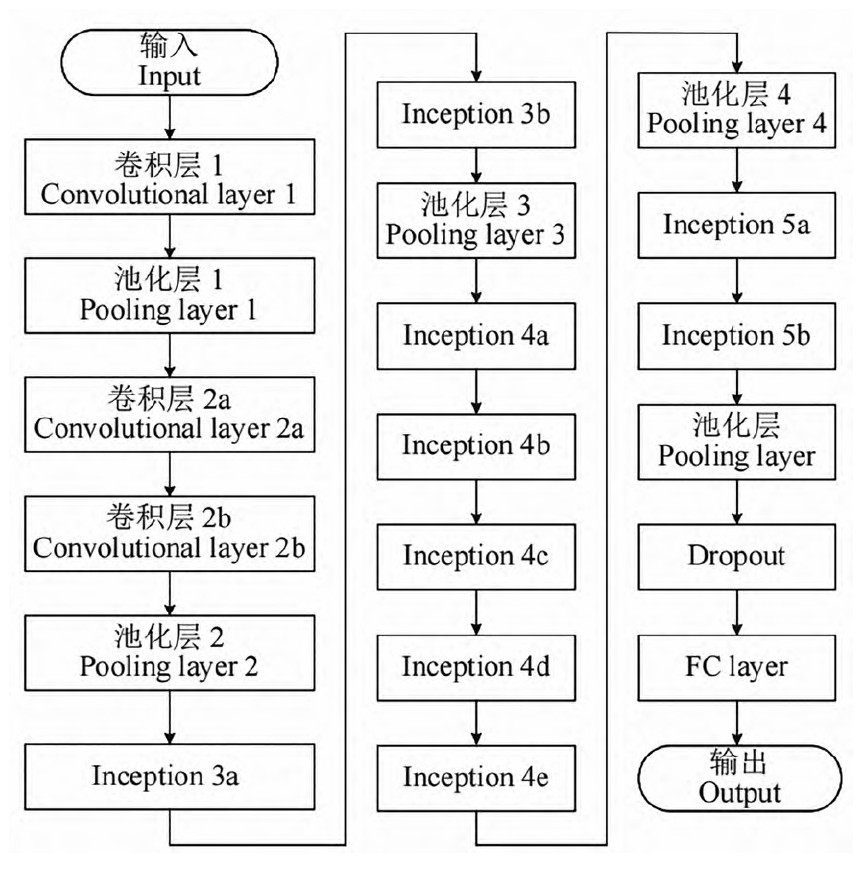 输入
Input
卷积层 1
Convolutional layer 1
池化层 1
Pooling layer 1
卷积层 2a
Convolutional layer 2a
卷积层 2b
Convolutional layer 2b
池化层 2
Pooling layer 2
Inception 3a
Inception 3b
池化层 3
Pooling layer 3
Inception 4a
Inception 4b
Inception 4c
Inception 4d
Inception 4e
池化层 4
Pooling layer 4
Inception 5a
Inception 5b
池化层
Pooling layer
Dropout
FC layer
输出
Output